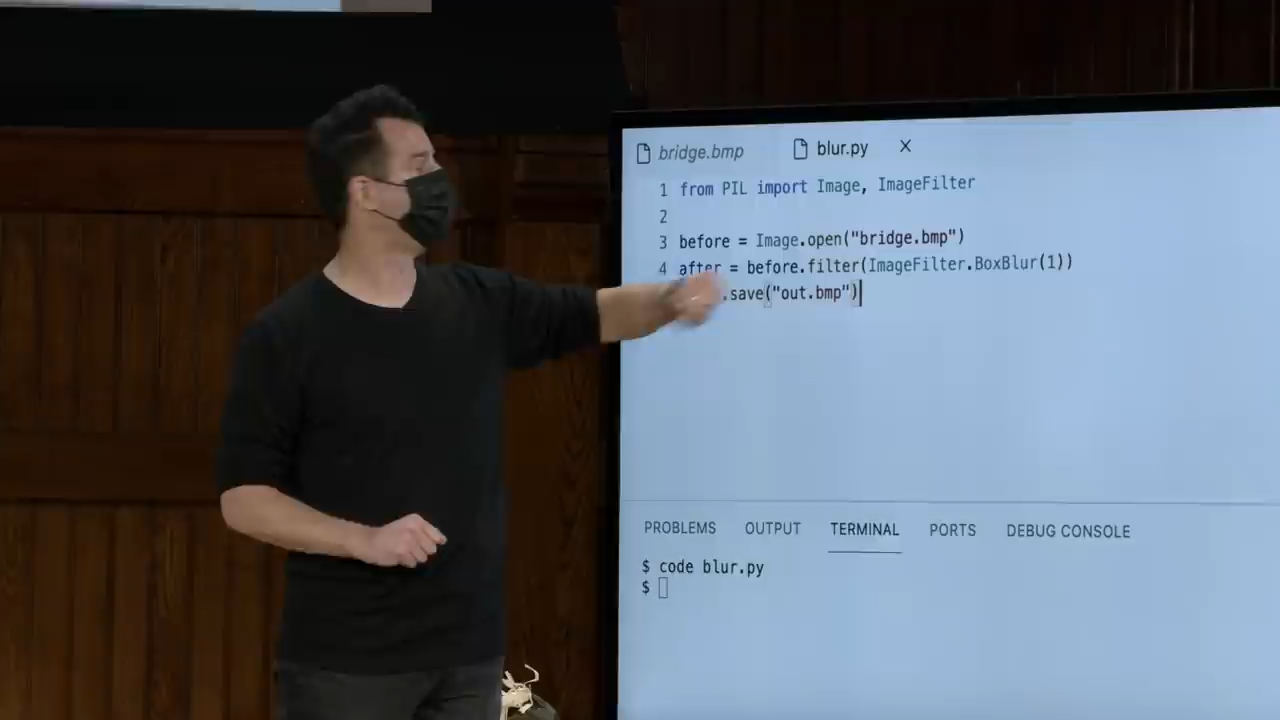 bridge.bmp
blur.py
1 from PIL import Image, ImageFilter
2
3 before = Image.open("bridge.bmp")
4 after = before.filter(ImageFilter.BoxBlur(1))
.save("out.bmp")
PROBLEMS OUTPUT TERMINAL PORTS DEBUG CONSOLE
$ code blur.py
$